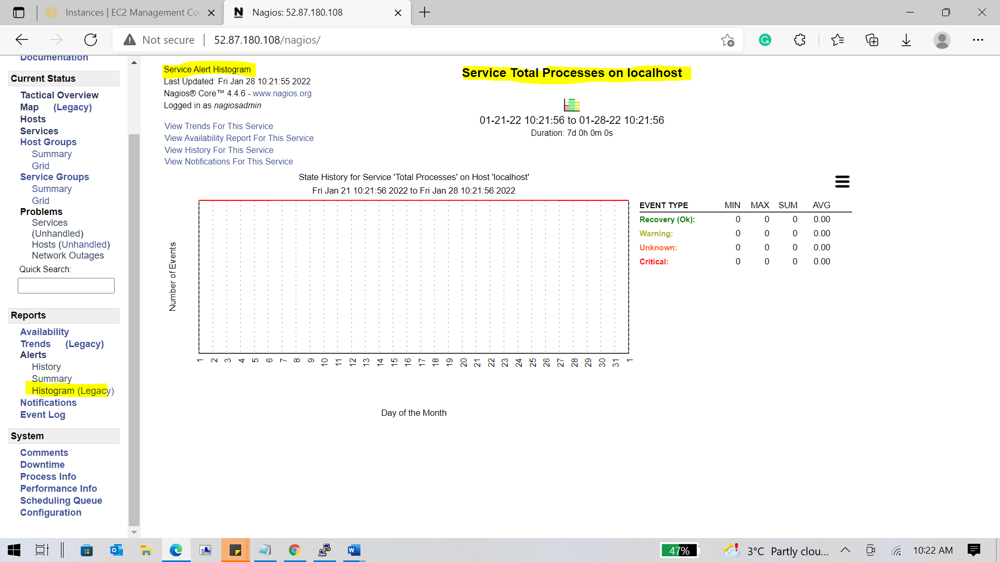 Instances | EC2 Management Co
Nagios: 52.87.180.108
Not secure
52.87.180.108/nagios/
Documentation
Current Status
Tactical Overview
Map (Legacy)
Hosts
Services
Host Groups
Summary
Grid
Service Groups
Summary
Grid
Problems
Services
(Unhandled)
Hosts (Unhandled)
Network Outages
Quick Search:
Reports
Availability
Trends (Legacy)
Alerts
History
Summary
Histogram (Legacy)
Notifications
Event Log
System
Comments
Downtime
Process Info
Performance Info
Scheduling Queue
Configuration
Service Alert Histogram
Last Updated: Fri Jan 28 10:21:55 2022
Nagios® Core™ 4.4.6 - www.nagios.org
Logged in as nagiosadmin
View Trends For This Service
View Availability Report For This Service
View History For This Service
View Notifications For This Service
Service Total Processes on localhost
01-21-22 10:21:56 to 01-28-22 10:21:56
Duration: 7d 0h 0m 0s
State History for Service 'Total Processes' on Host 'localhost'
Fri Jan 21 10:21:56 2022 to Fri Jan 28 10:21:56 2022
Number of Events
1 2 3 4 5 6 7 8 9 10 11 12 13 14 15 16 17 18 19 20 21 22 23 24 25 26 27 28 29 30 31 1
Day of the Month
EVENT TYPE MIN MAX SUM AVG
Recovery (Ok): 0 0 0 0.00
Warning: 0 0 0 0.00
Unknown: 0 0 0 0.00
Critical: 0 0 0 0.00
47%
3°C Partly clou...
10:22 AM